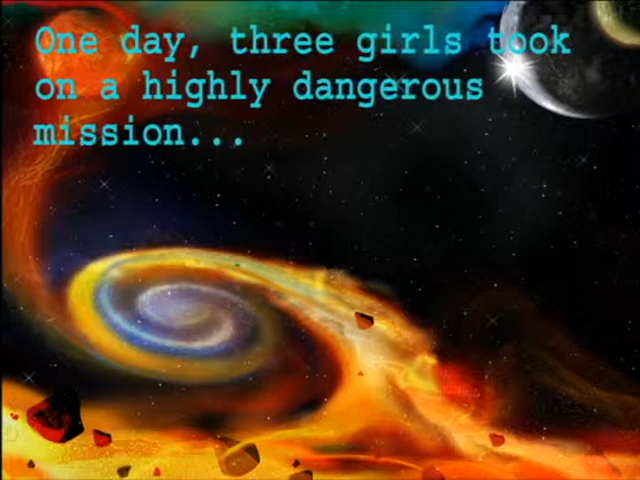 One day, three girls took
on a highly dangerous
mission...